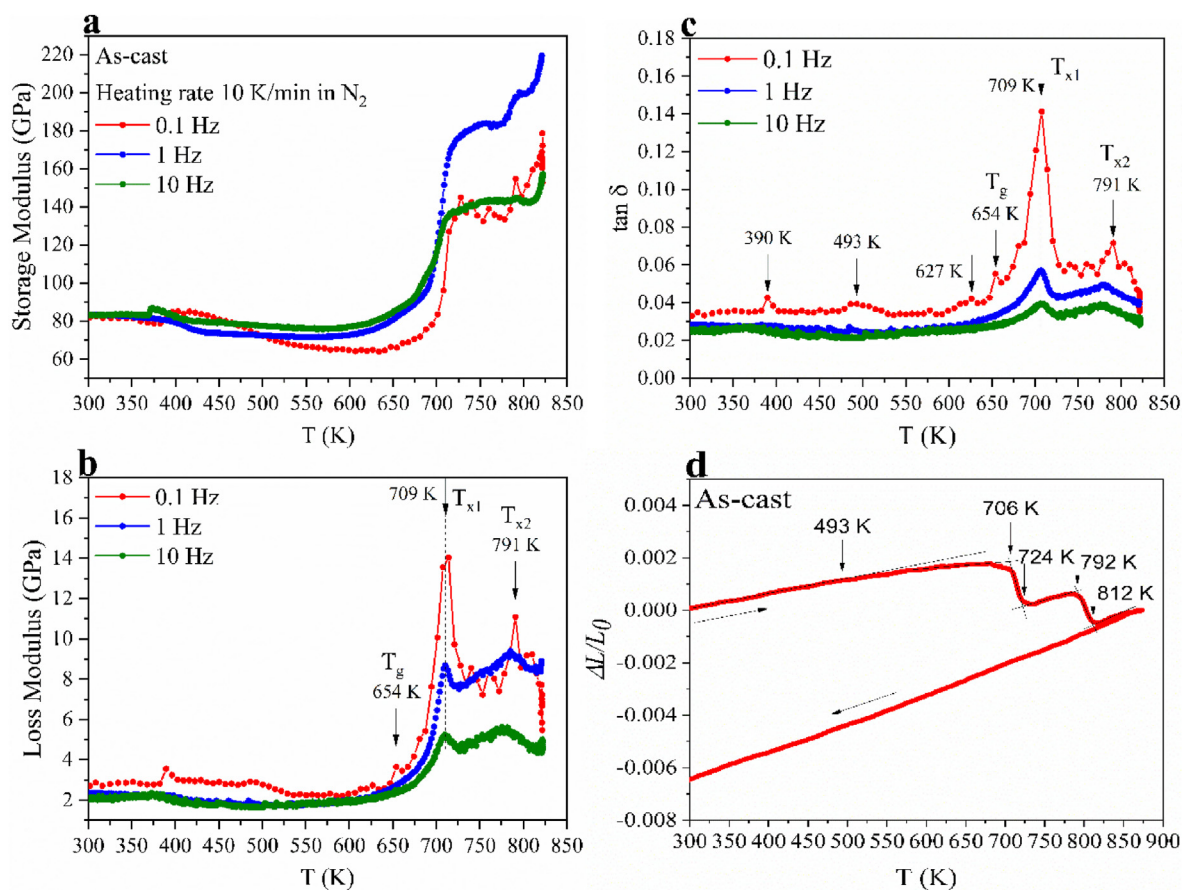 a
As-cast
Heating rate 10 K/min in N2
0.1 Hz
1 Hz
10 Hz
Storage Modulus (GPa)
220
200
180
160
140
120
100
80
60
300 350 400 450 500 550 600 650 700 750 800 850
T (K)
c
0.1 Hz
1 Hz
10 Hz
tan δ
0.18
0.16
0.14
0.12
0.10
0.08
0.06
0.04
0.02
0.00
390 K
493 K
627 K
Tg
654 K
Tx1
709 K
Tx2
791 K
300 350 400 450 500 550 600 650 700 750 800 850
T (K)
b
0.1 Hz
1 Hz
10 Hz
Loss Modulus (GPa)
18
16
14
12
10
8
6
4
2
Tg
654 K
709 K
Tx1
Tx2
791 K
300 350 400 450 500 550 600 650 700 750 800 850
T (K)
d
As-cast
ΔL/L0
0.004
0.002
0.000
-0.002
-0.004
-0.006
-0.008
493 K
706 K
724 K
792 K
812 K
300 350 400 450 500 550 600 650 700 750 800 850 900
T (K)